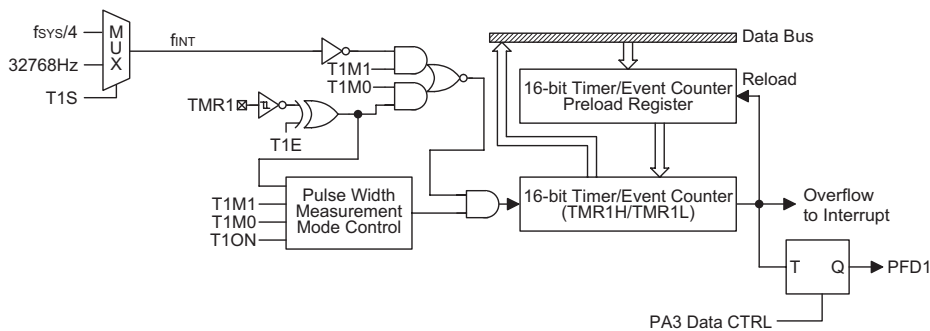 fSYS/4
32768Hz
T1S
MUX
fINT
T1M1
T1M0
TMR1
T1E
T1M1
T1M0
T1ON
Pulse Width
Measurement
Mode Control
Data Bus
16-bit Timer/Event Counter
Preload Register
Reload
16-bit Timer/Event Counter
(TMR1H/TMR1L)
Overflow
to Interrupt
T Q
PFD1
PA3 Data CTRL